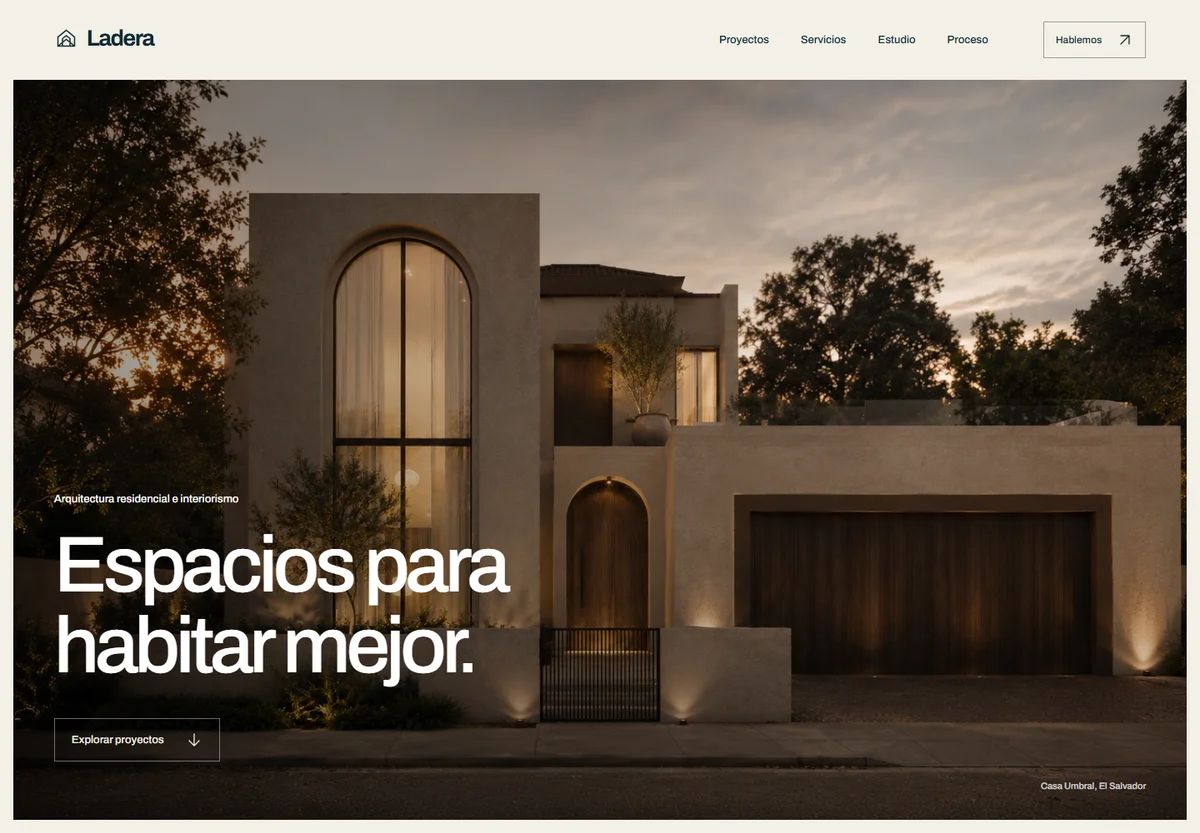 Ladera
Proyectos
Servicios
Estudio
Proceso
Hablemos
Arquitectura residencial e interiorismo
Espacios para
habitar mejor.
Explorar proyectos
Casa Umbral, El Salvador